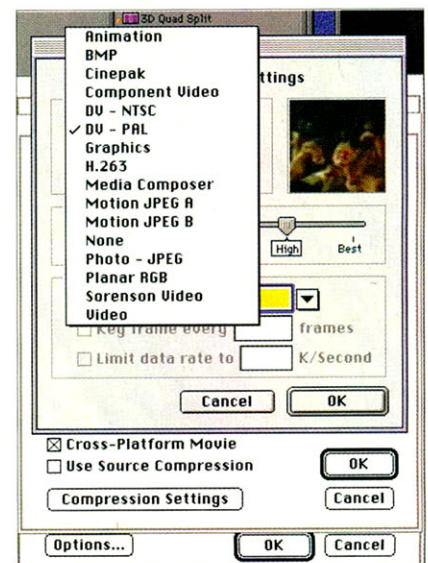 3D Quad Split
Animation
BMP
Cinepak
Component Video
DV - NTSC
✓ DV - PAL
Graphics
H.263
Media Composer
Motion JPEG A
Motion JPEG B
None
Photo - JPEG
Planar RGB
Sorenson Video
Video
ttings
High
Best
Key frame every
frames
Limit data rate to
K/Second
Cancel
OK
Cross-Platform Movie
Use Source Compression
OK
Compression Settings
Cancel
Options...
OK
Cancel